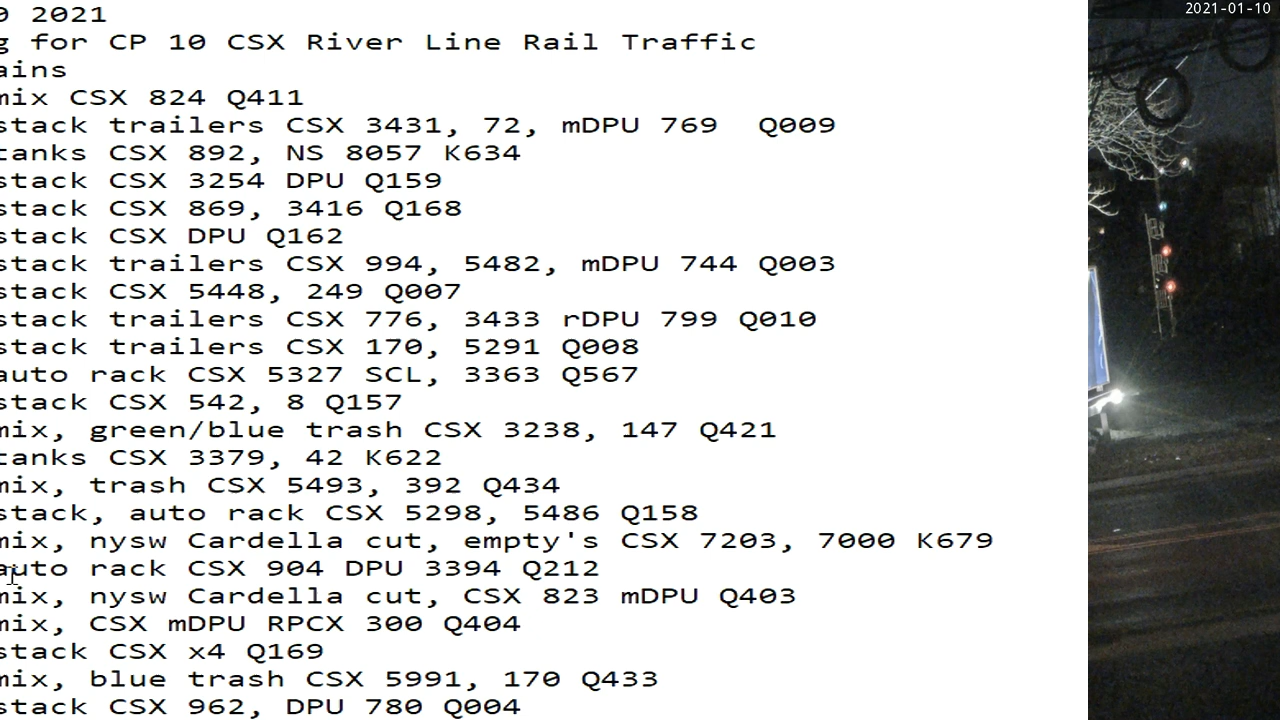 0 2021
g for CP 10 CSX River Line Rail Traffic
ains
mix CSX 824 Q411
stack trailers CSX 3431, 72, mDPU 769  Q009
tanks CSX 892, NS 8057 K634
stack CSX 3254 DPU Q159
stack CSX 869, 3416 Q168
stack CSX DPU Q162
stack trailers CSX 994, 5482, mDPU 744 Q003
stack CSX 5448, 249 Q007
stack trailers CSX 776, 3433 rDPU 799 Q010
stack trailers CSX 170, 5291 Q008
auto rack CSX 5327 SCL, 3363 Q567
stack CSX 542, 8 Q157
mix, green/blue trash CSX 3238, 147 Q421
tanks CSX 3379, 42 K622
mix, trash CSX 5493, 392 Q434
stack, auto rack CSX 5298, 5486 Q158
mix, nysw Cardella cut, empty's CSX 7203, 7000 K679
auto rack CSX 904 DPU 3394 Q212
mix, nysw Cardella cut, CSX 823 mDPU Q403
mix, CSX mDPU RPCX 300 Q404
stack CSX x4 Q169
mix, blue trash CSX 5991, 170 Q433
stack CSX 962, DPU 780 Q004
2021-01-10